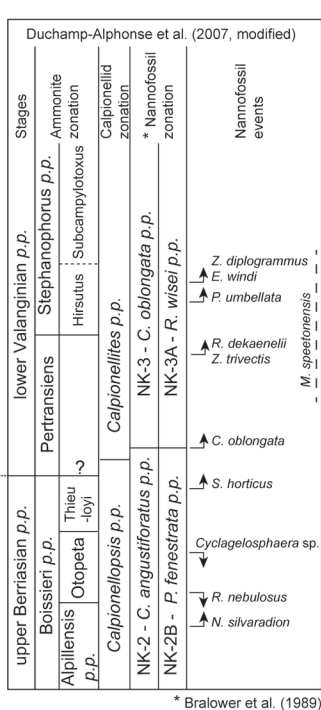 Duchamp-Alphonse et al. (2007, modified)
Stages
Ammonite
zonation
Calpionellid
zonation
* Nannofossil
zonation
Nannofossil
events
lower Valanginian p.p.
upper Berriasian p.p.
Stephanophorus p.p.
Pertransiens
Boissieri p.p.
Subcampylotoxus
Hirsutus
?
Thieu
-loyi
Otopeta
Alpillensis
p.p.
Calpionellites p.p.
Calpionellopsis p.p.
NK-3 - C. oblongata p.p.
NK-2 - C. angustiforatus p.p.
NK-3A - R. wisei p.p.
NK-2B - P. fenestrata p.p.
Z. diplogrammus
E. windi
P. umbellata
R. dekaenelii
Z. trivectis
C. oblongata
S. horticus
Cyclagelosphaera sp.
R. nebulosus
N. silvaradion
M. speetonensis
* Bralower et al. (1989)